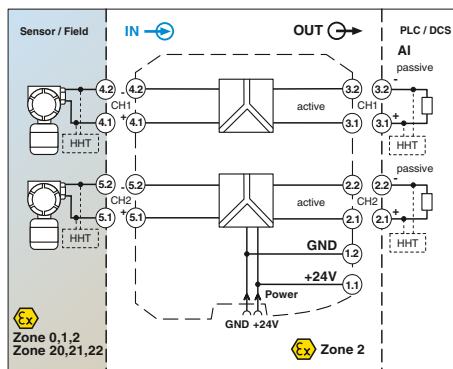 Sensor / Field IN OUT PLC / DCS
AI
passive
4.2 - 4.2 3.2 3.2 -
CH1 active CH1
4.1 + 4.1 3.1 3.1 +
HHT HHT
passive
5.2 - 5.2 2.2 2.2 -
CH2 active CH2
5.1 + 5.1 2.1 2.1 +
HHT HHT
GND 1.2
+24V 1.1
Power
GND +24V
Ex
Zone 0,1,2
Zone 20,21,22
Ex Zone 2